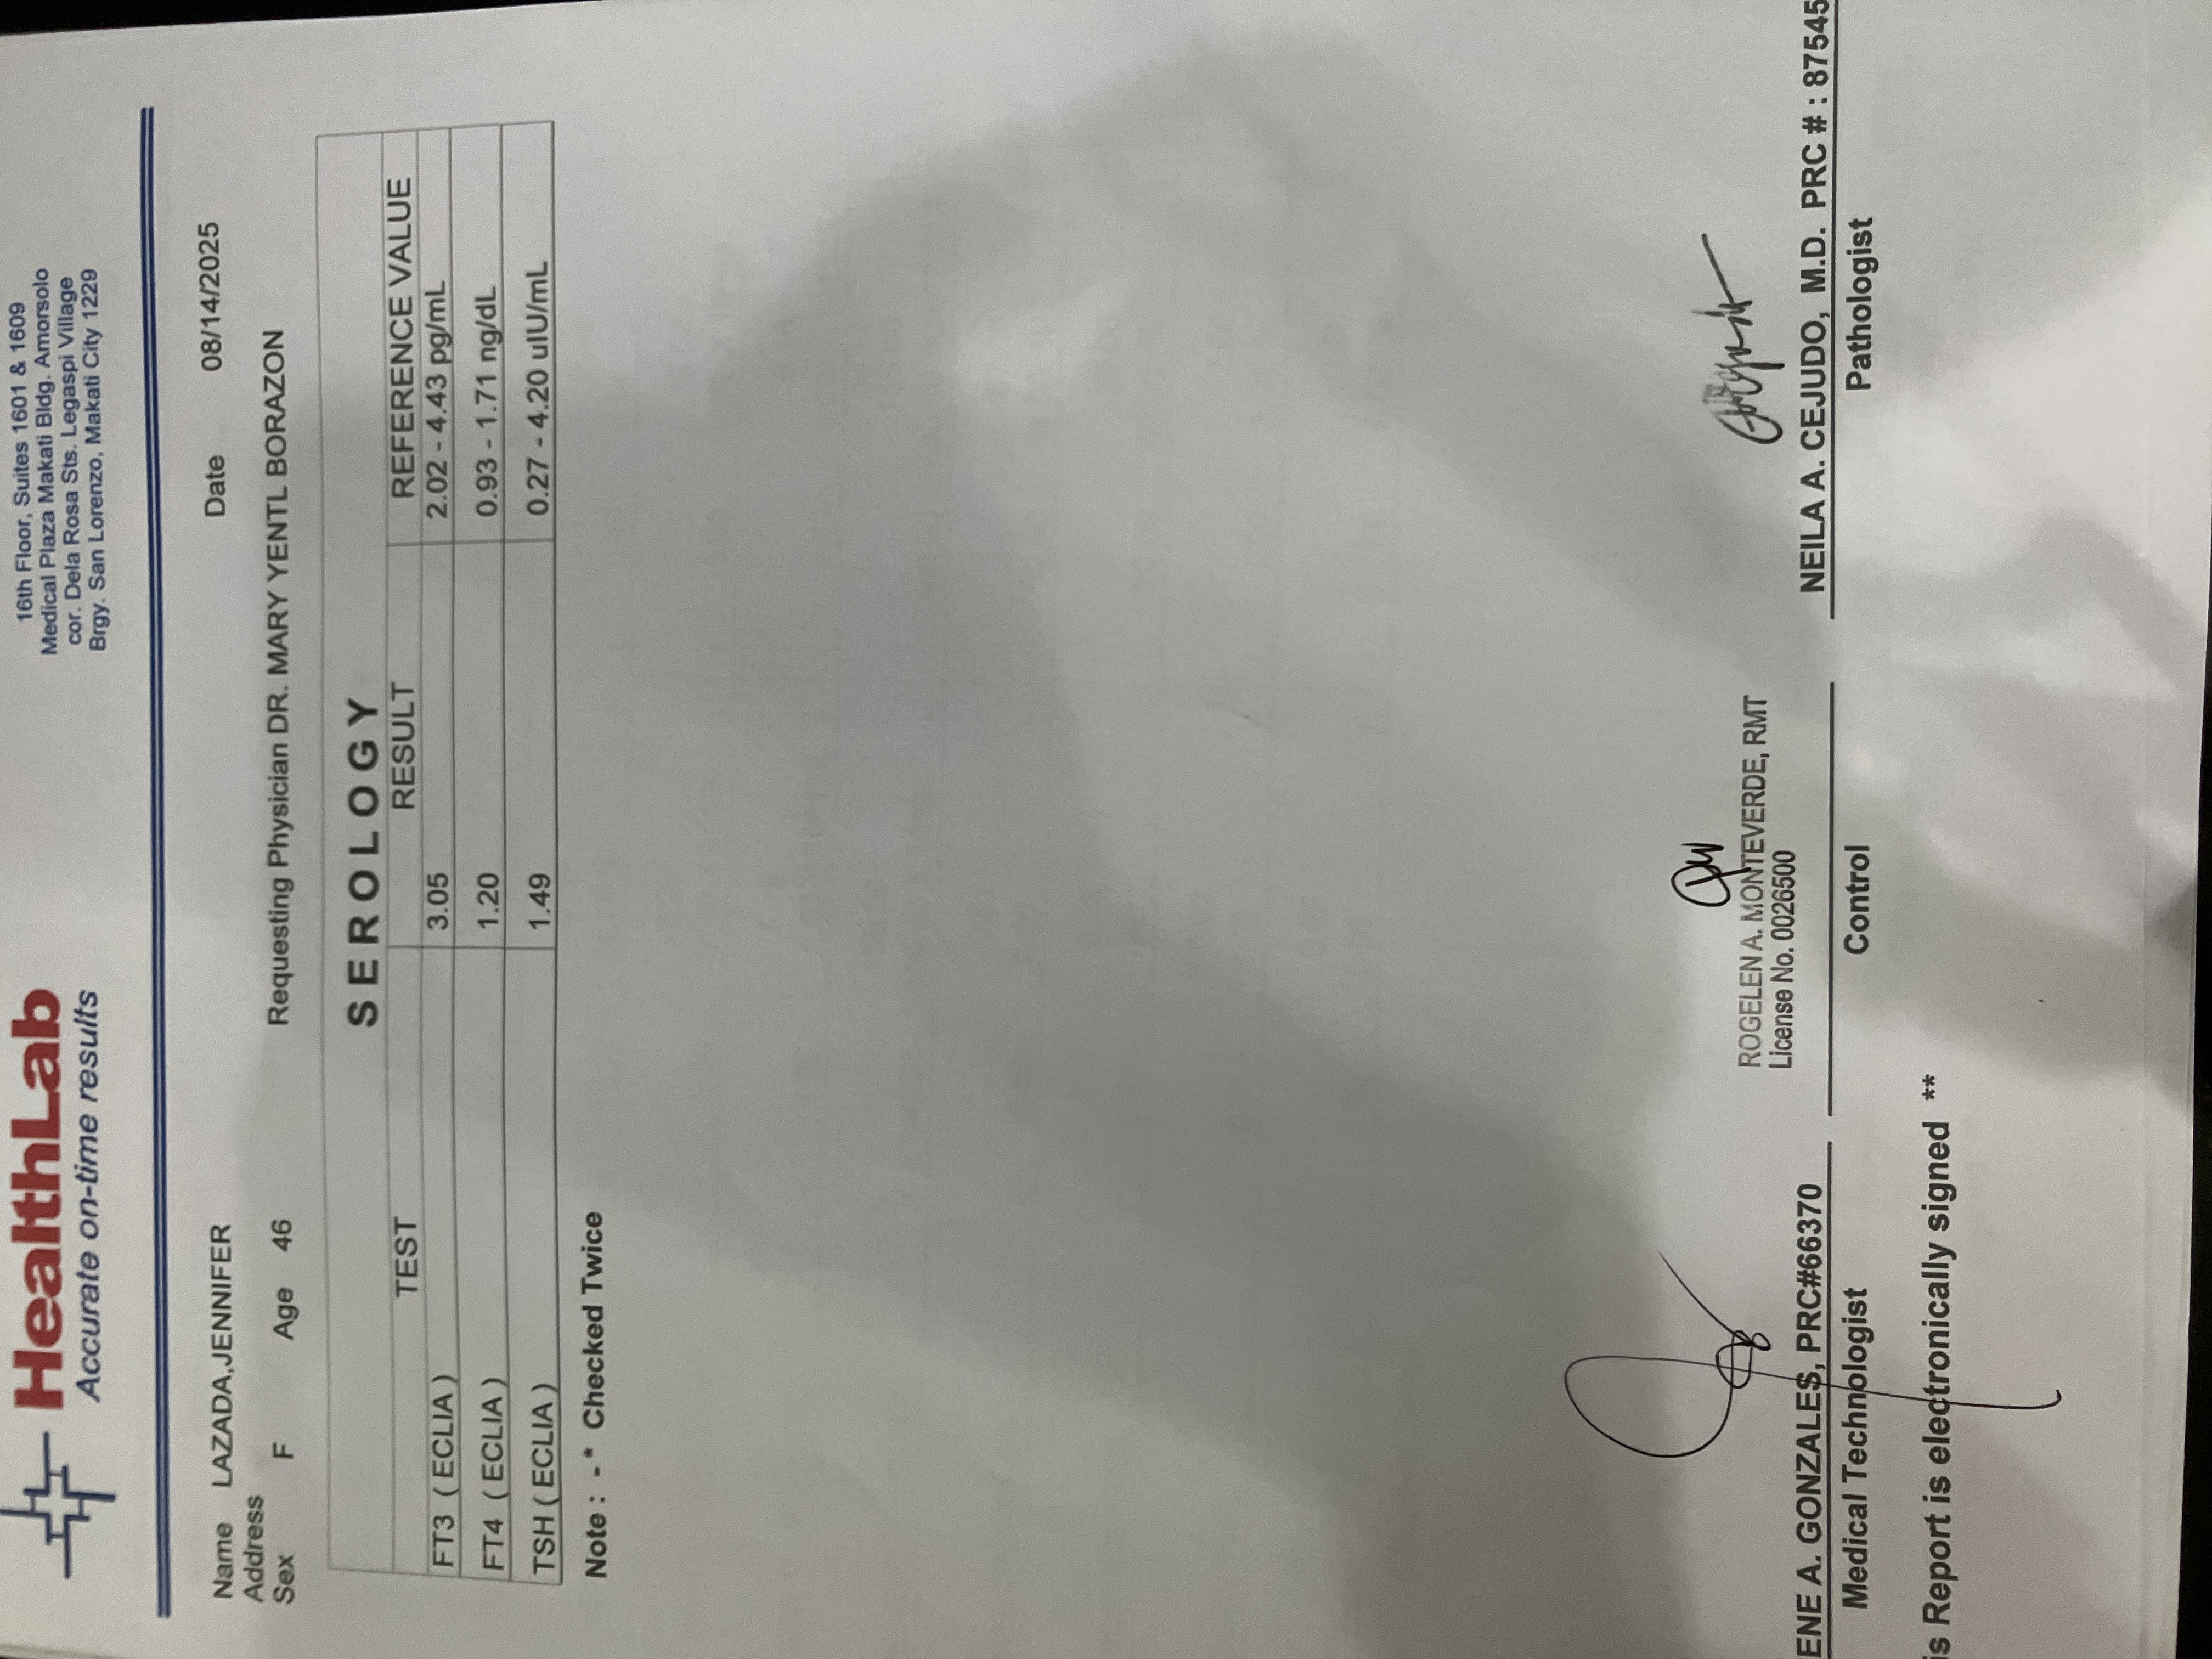 HealthLab
Accurate on-time results
16th Floor, Suites 1601 & 1609
Medical Plaza Makati Bldg. Amorsolo
cor. Dela Rosa Sts. Legaspi Village
Brgy. San Lorenzo, Makati City 1229
Name LAZADA,JENNIFER Date 08/14/2025
Address
Sex F Age 46 Requesting Physician DR. MARY YENTL BORAZON
SEROLOGY
TEST RESULT REFERENCE VALUE
FT3 ( ECLIA ) 3.05 2.02 - 4.43 pg/mL
FT4 ( ECLIA ) 1.20 0.93 - 1.71 ng/dL
TSH ( ECLIA ) 1.49 0.27 - 4.20 uIU/mL
Note : - * Checked Twice
ROGELEN A. MONTEVERDE, RMT
License No. 0026500
ENE A. GONZALES, PRC#66370 NEILA A. CEJUDO, M.D. PRC # : 87545
Medical Technologist Control Pathologist
is Report is electronically signed **